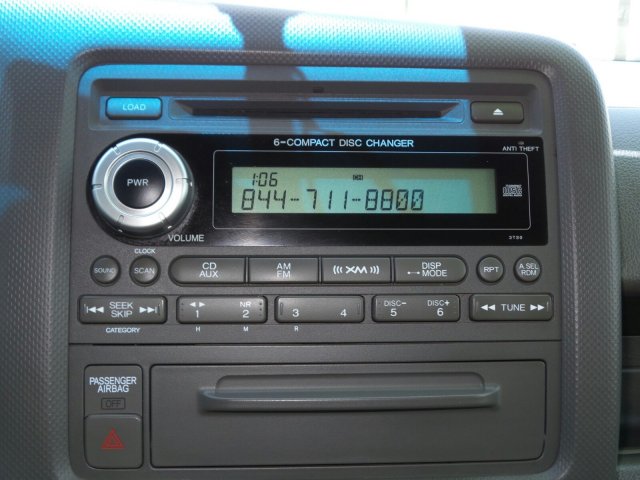 LOAD
6-COMPACT DISC CHANGER
ANTI THEFT
PWR
1:06 CH
844-711-8800
VOLUME
CLOCK
SOUND SCAN CD AUX AM FM ((XM)) DISP MODE RPT A.SEL RDM
SEEK SKIP 1 NR 2 3 4 DISC- 5 DISC+ 6 TUNE
CATEGORY H M R
PASSENGER AIRBAG
OFF